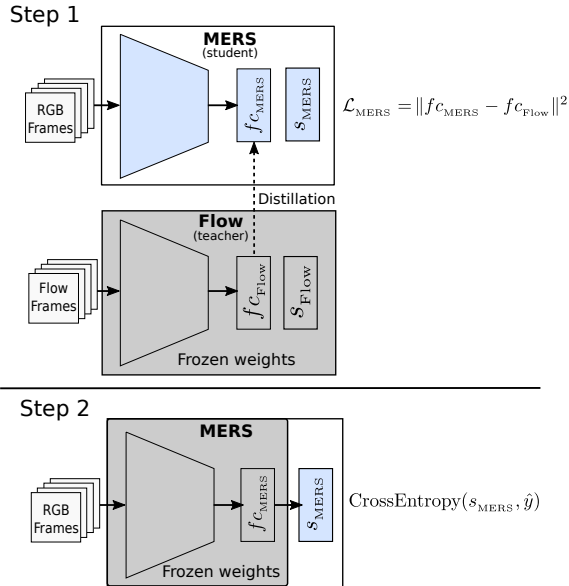 Step 1
MERS
(student)
RGB
Frames
fc_MERS
s_MERS
ℒ_MERS = ‖fc_MERS − fc_Flow‖²
Distillation
Flow
(teacher)
Flow
Frames
fc_Flow
s_Flow
Frozen weights
Step 2
MERS
RGB
Frames
fc_MERS
s_MERS
CrossEntropy(s_MERS, ŷ)
Frozen weights